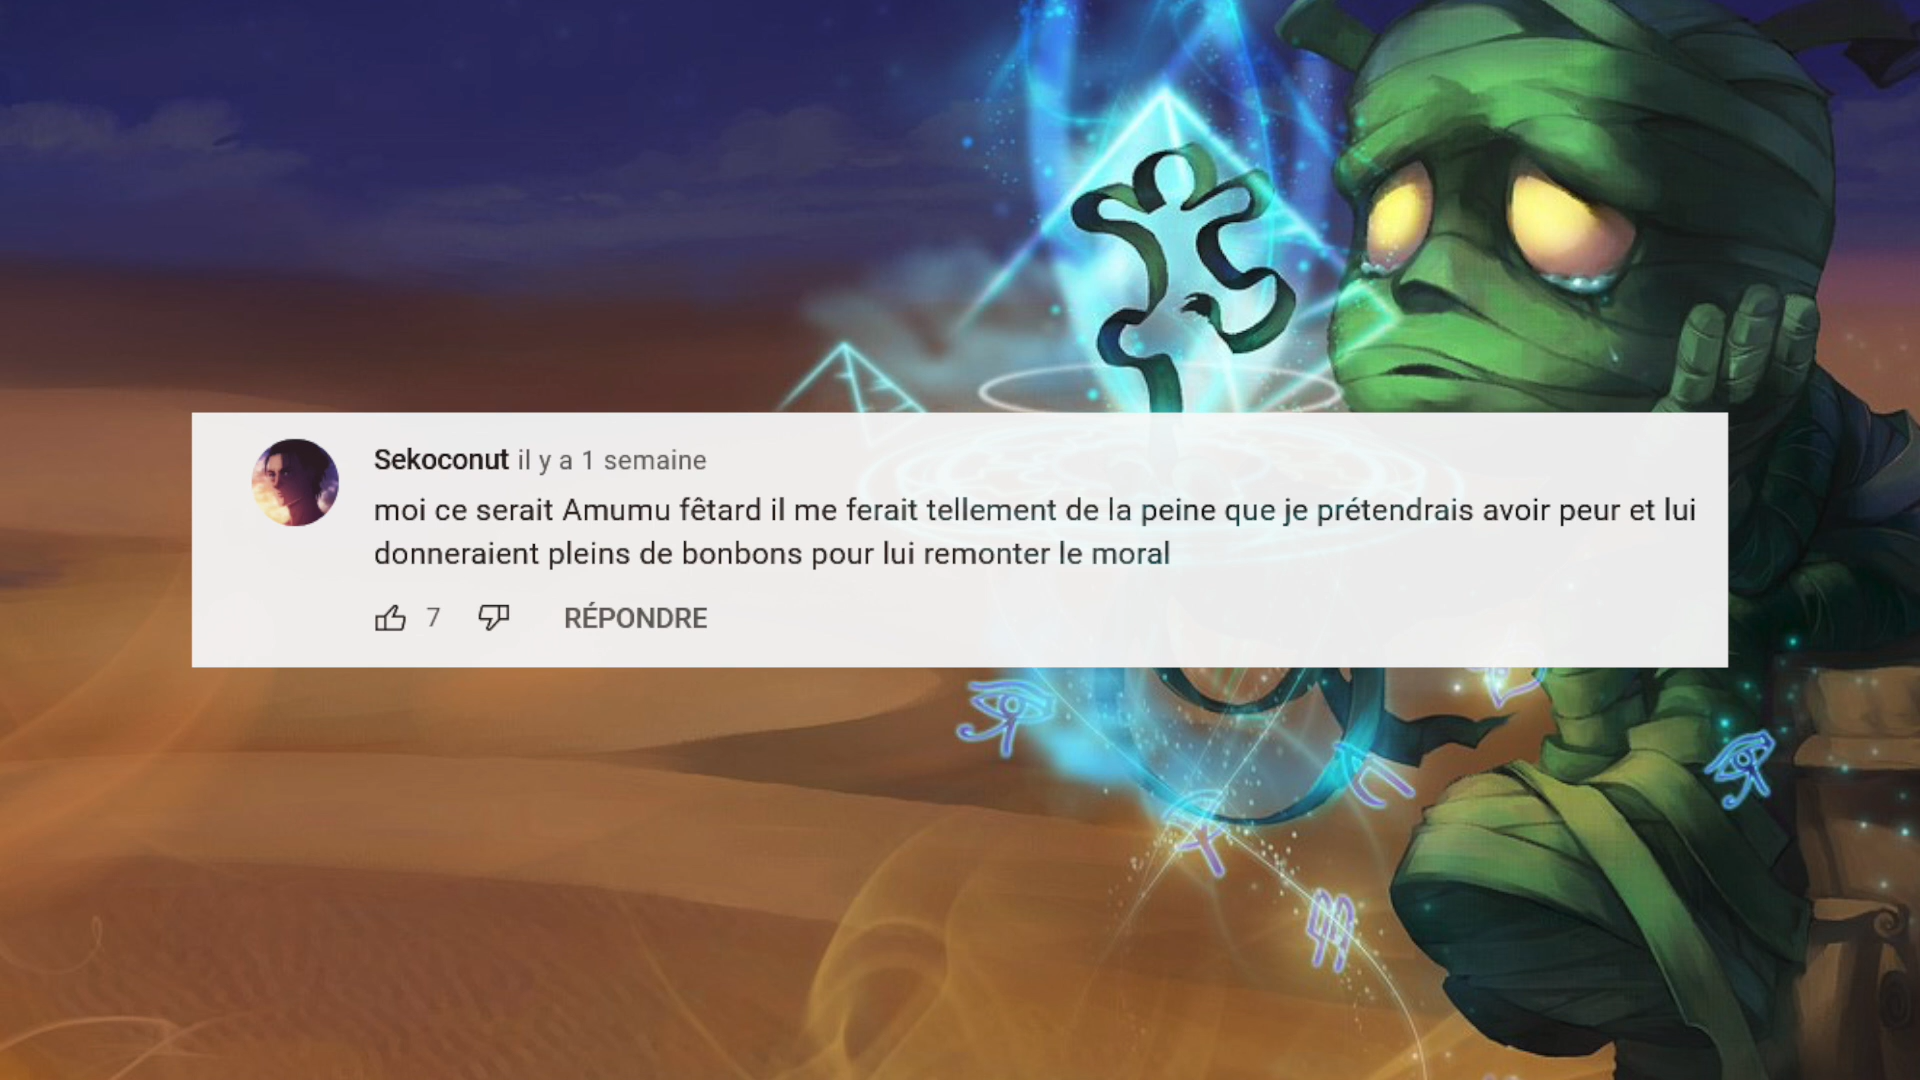 Sekoconut il y a 1 semaine
moi ce serait Amumu fêtard il me ferait tellement de la peine que je prétendrais avoir peur et lui
donneraient pleins de bonbons pour lui remonter le moral
7 RÉPONDRE